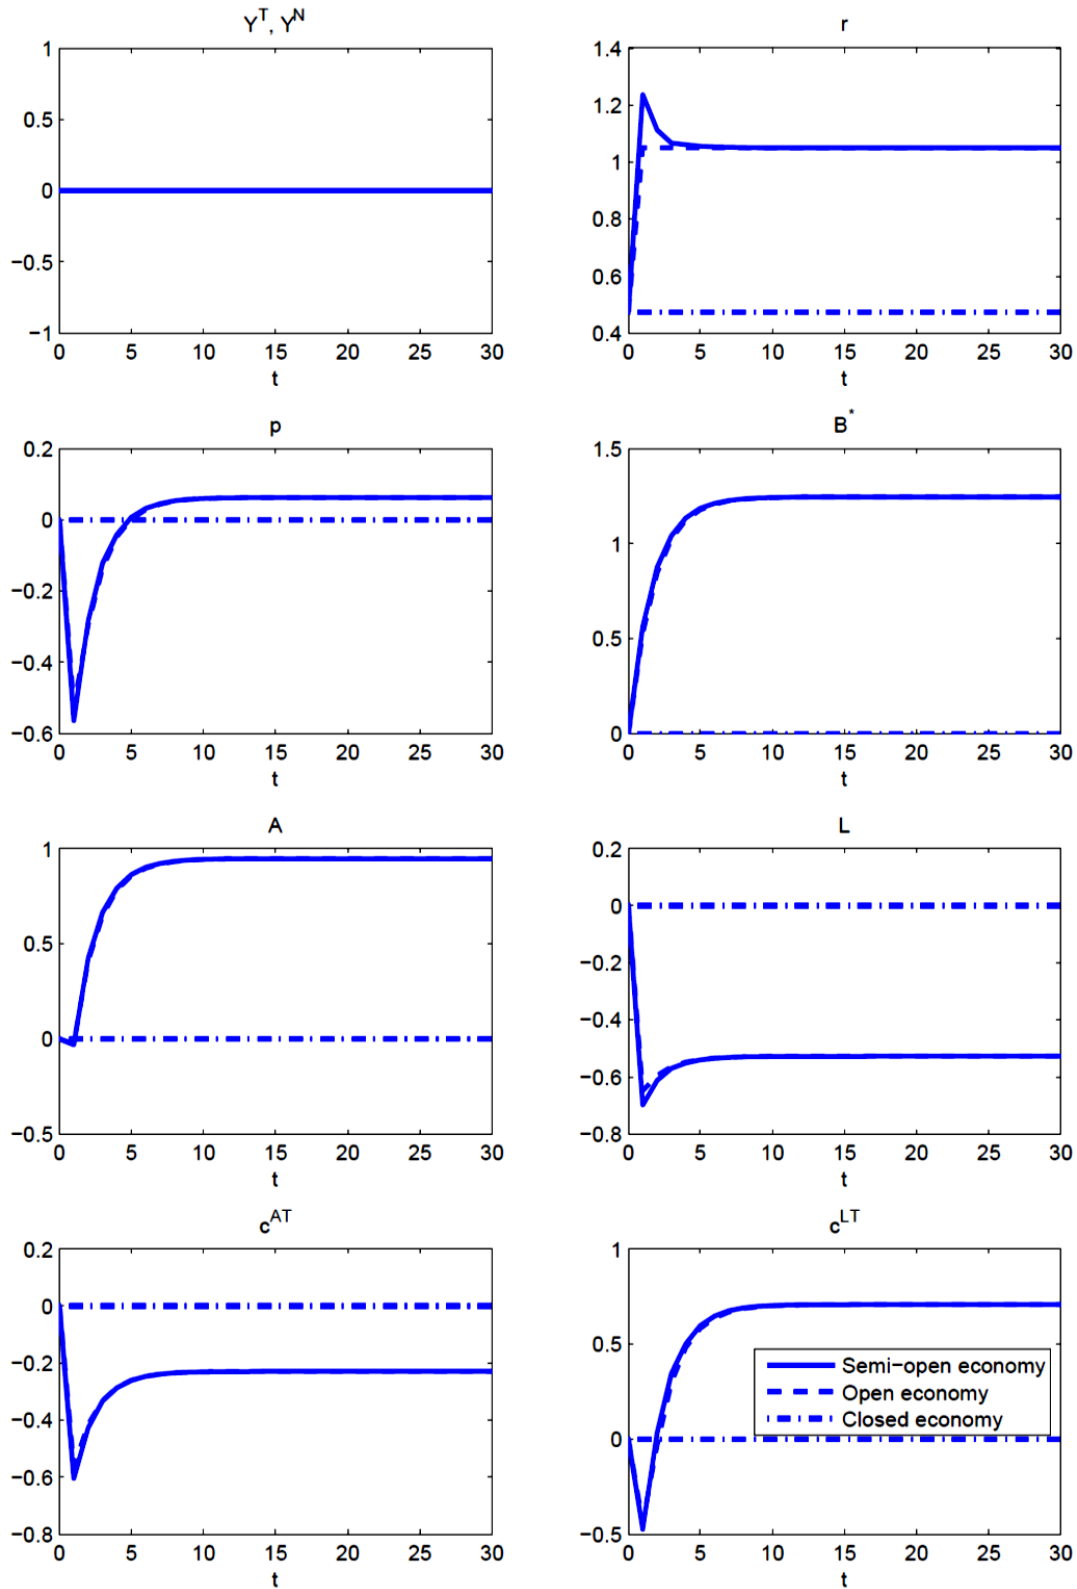 Y^T, Y^N
1
0.5
0
−0.5
−1
0 5 10 15 20 25 30
t
r
1.4
1.2
1
0.8
0.6
0.4
0 5 10 15 20 25 30
t
p
0.2
0
−0.2
−0.4
−0.6
0 5 10 15 20 25 30
t
B^*
1.5
1
0.5
0
0 5 10 15 20 25 30
t
A
1
0.5
0
−0.5
0 5 10 15 20 25 30
t
L
0.2
0
−0.2
−0.4
−0.6
−0.8
0 5 10 15 20 25 30
t
c^AT
0.2
0
−0.2
−0.4
−0.6
−0.8
0 5 10 15 20 25 30
t
c^LT
1
0.5
0
−0.5
0 5 10 15 20 25 30
t
Semi−open economy
Open economy
Closed economy